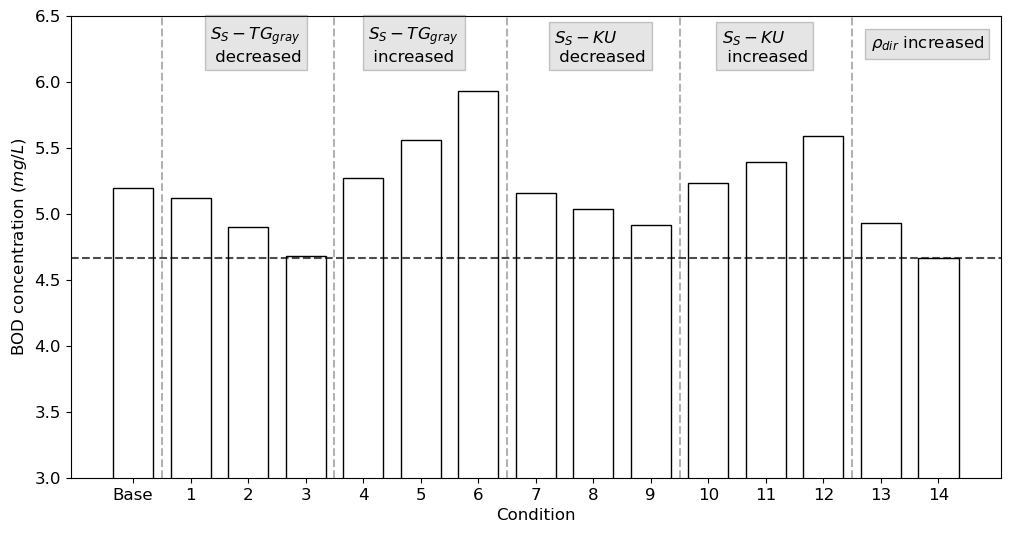 6.5
6.0
5.5
5.0
4.5
4.0
3.5
3.0
BOD concentration (mg/L)
S_S − TG_gray
decreased
S_S − TG_gray
increased
S_S − KU
decreased
S_S − KU
increased
ρ_dir increased
Base 1 2 3 4 5 6 7 8 9 10 11 12 13 14
Condition